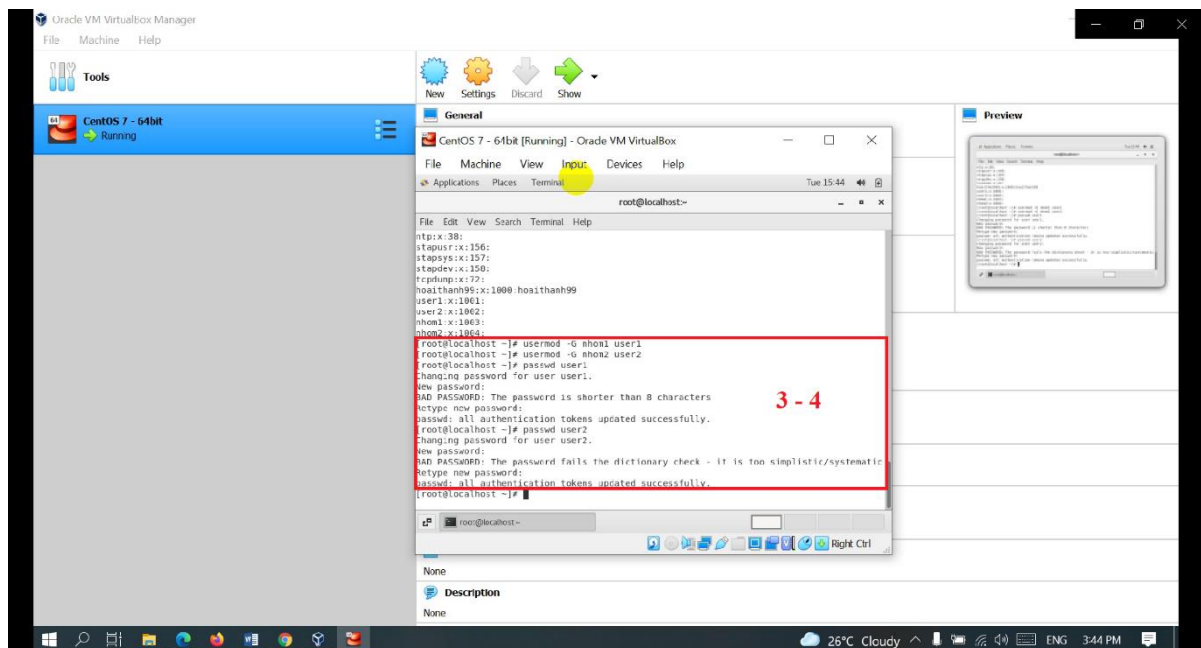 Oracle VM VirtualBox Manager
File Machine Help
Tools
New Settings Discard Show
64
CentOS 7 - 64bit
Running
General
Preview
CentOS 7 - 64bit [Running] - Oracle VM VirtualBox
File Machine View Input Devices Help
Applications Places Terminal Tue 15:44
root@localhost:~
File Edit View Search Terminal Help
ntp:x:38:
stapusr:x:156:
stapsys:x:157:
stapdev:x:158:
tcpdump:x:72:
hoaithanh99:x:1000:hoaithanh99
user1:x:1001:
user2:x:1002:
nhom1:x:1003:
nhom2:x:1004:
[root@localhost ~]# usermod -G nhom1 user1
[root@localhost ~]# usermod -G nhom2 user2
[root@localhost ~]# passwd user1
Changing password for user user1.
New password:
BAD PASSWORD: The password is shorter than 8 characters
Retype new password:
passwd: all authentication tokens updated successfully.
[root@localhost ~]# passwd user2
Changing password for user user2.
New password:
BAD PASSWORD: The password fails the dictionary check - it is too simplistic/systematic
Retype new password:
passwd: all authentication tokens updated successfully.
[root@localhost ~]#
3 - 4
root@localhost:~
Right Ctrl
None
Description
None
26°C Cloudy ENG 3:44 PM